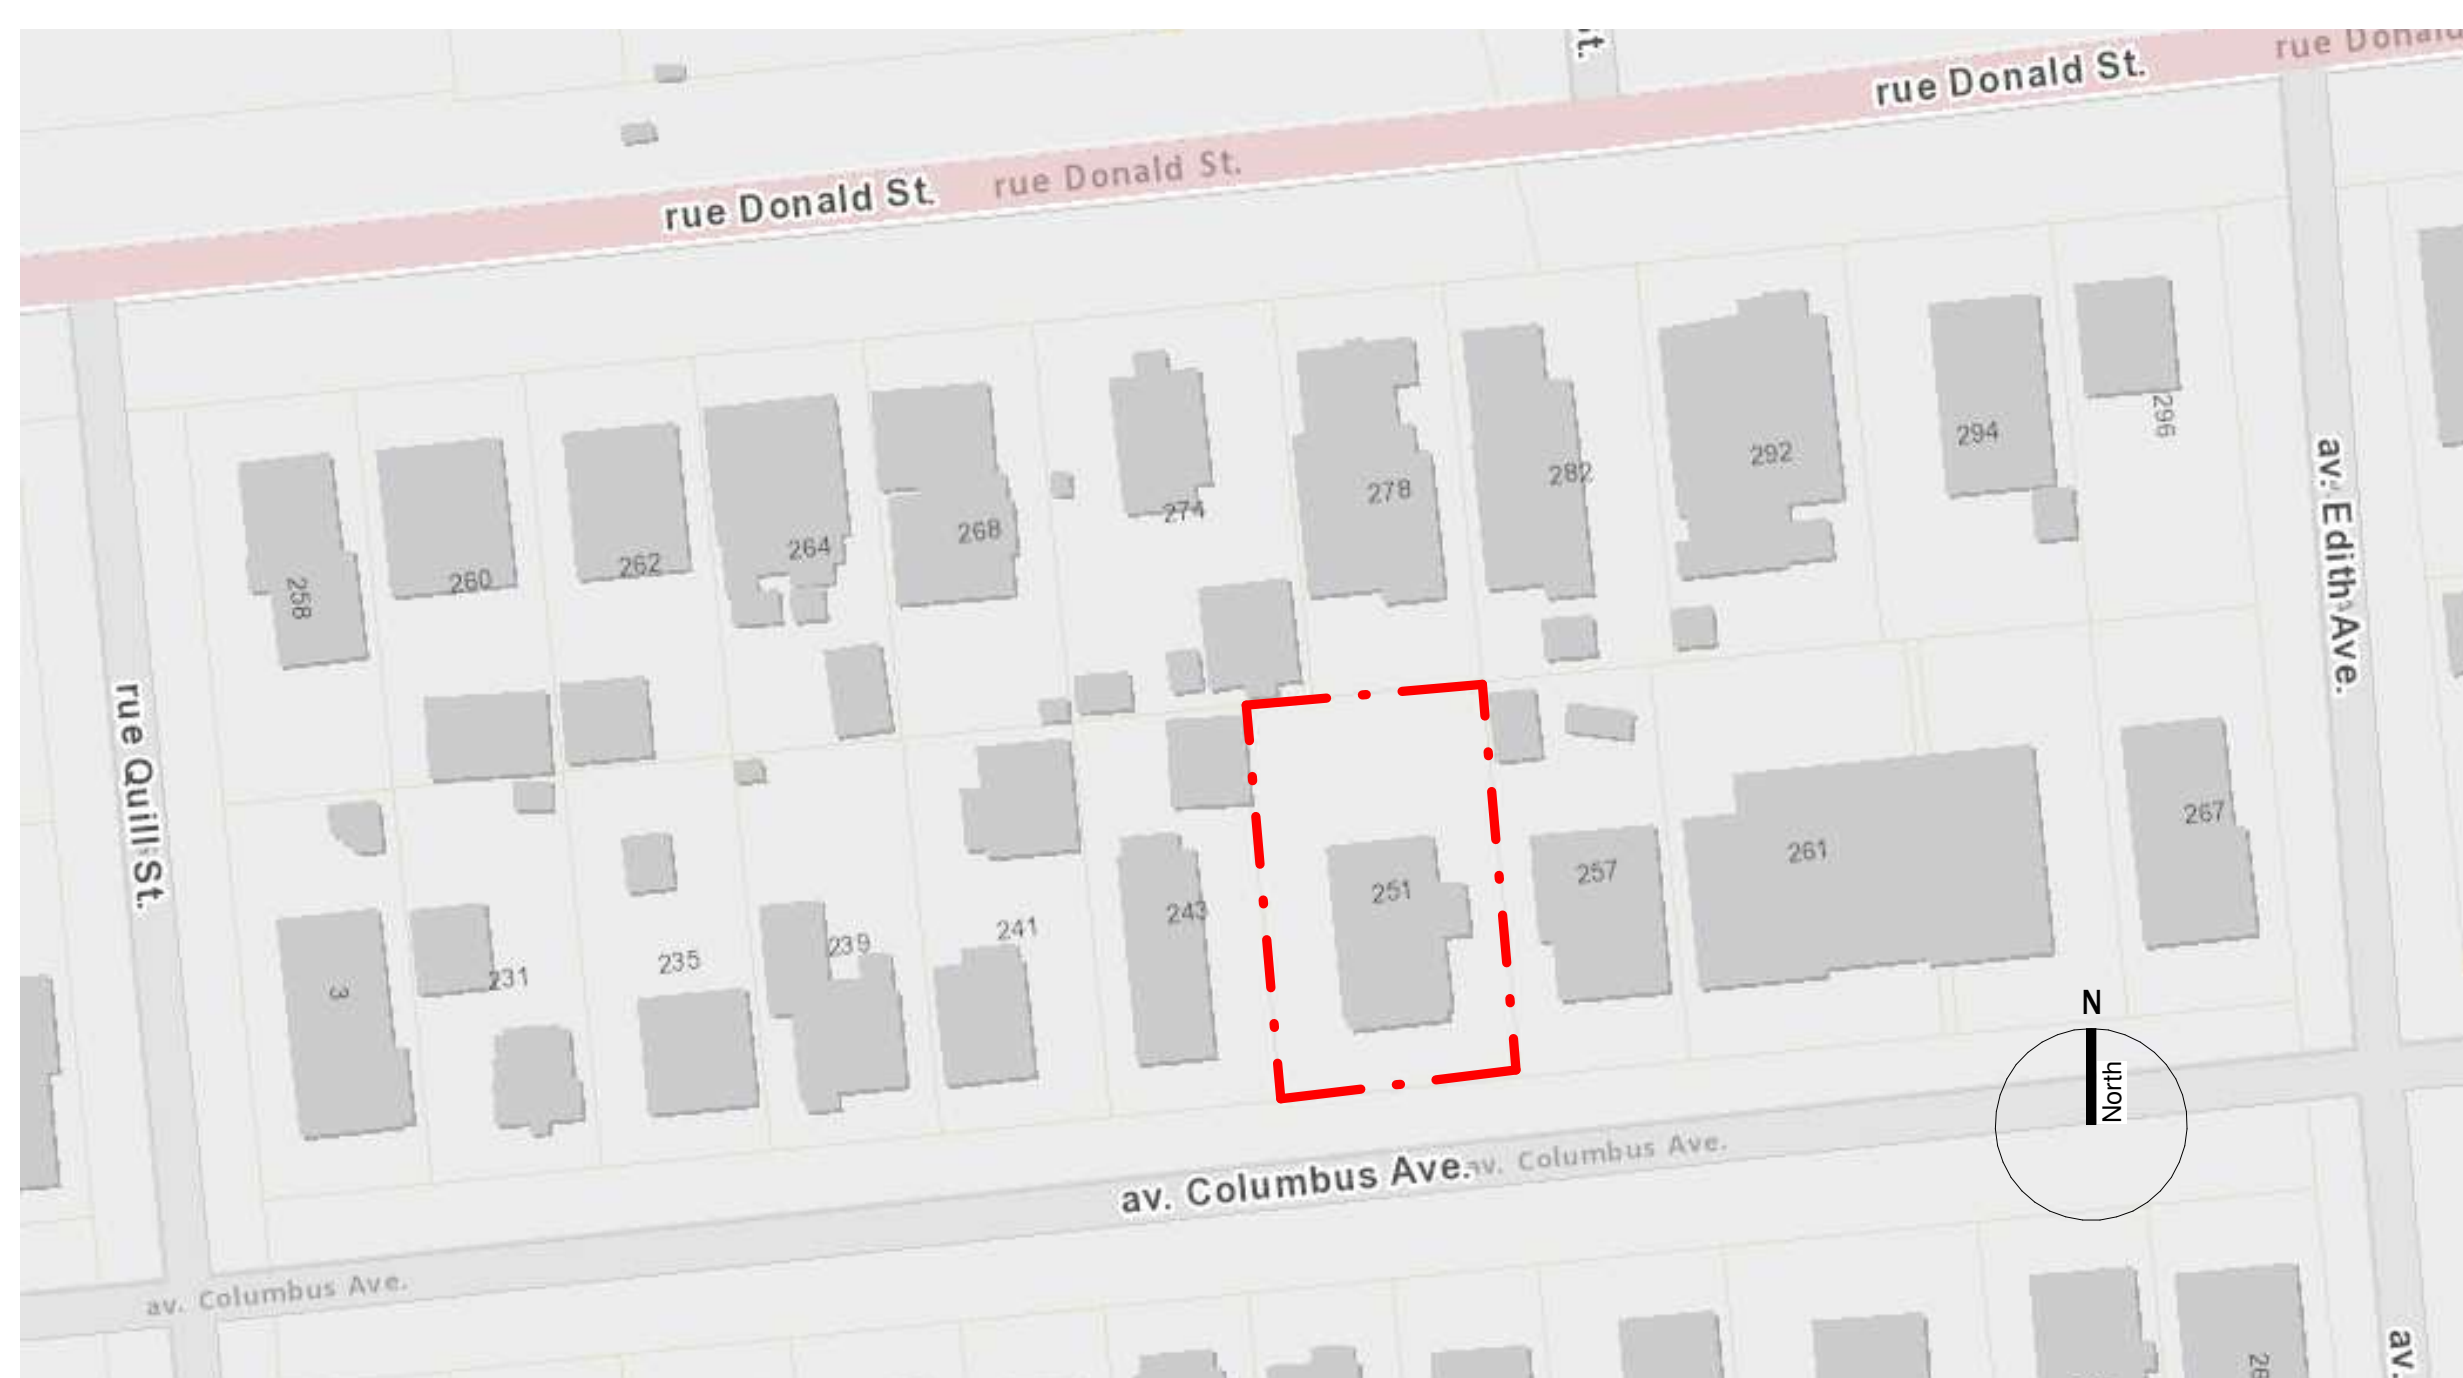 St.
rue Donald
rue Donald St.
rue Donald St.
rue Donald St.
296
294
292
282
278
274
268
264
262
260
258
av. Edith Ave.
rue Quill St.
267
261
257
251
243
241
239
235
231
3
N
North
av. Columbus Ave.
av. Columbus Ave.
av. Columbus Ave.
av.